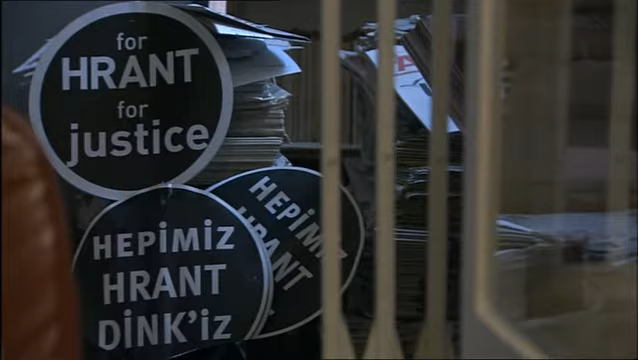 for
HRANT
for
justice
HEPİMİZ
HRANT
DİNK'iZ
HEPİMİZ
HRANT